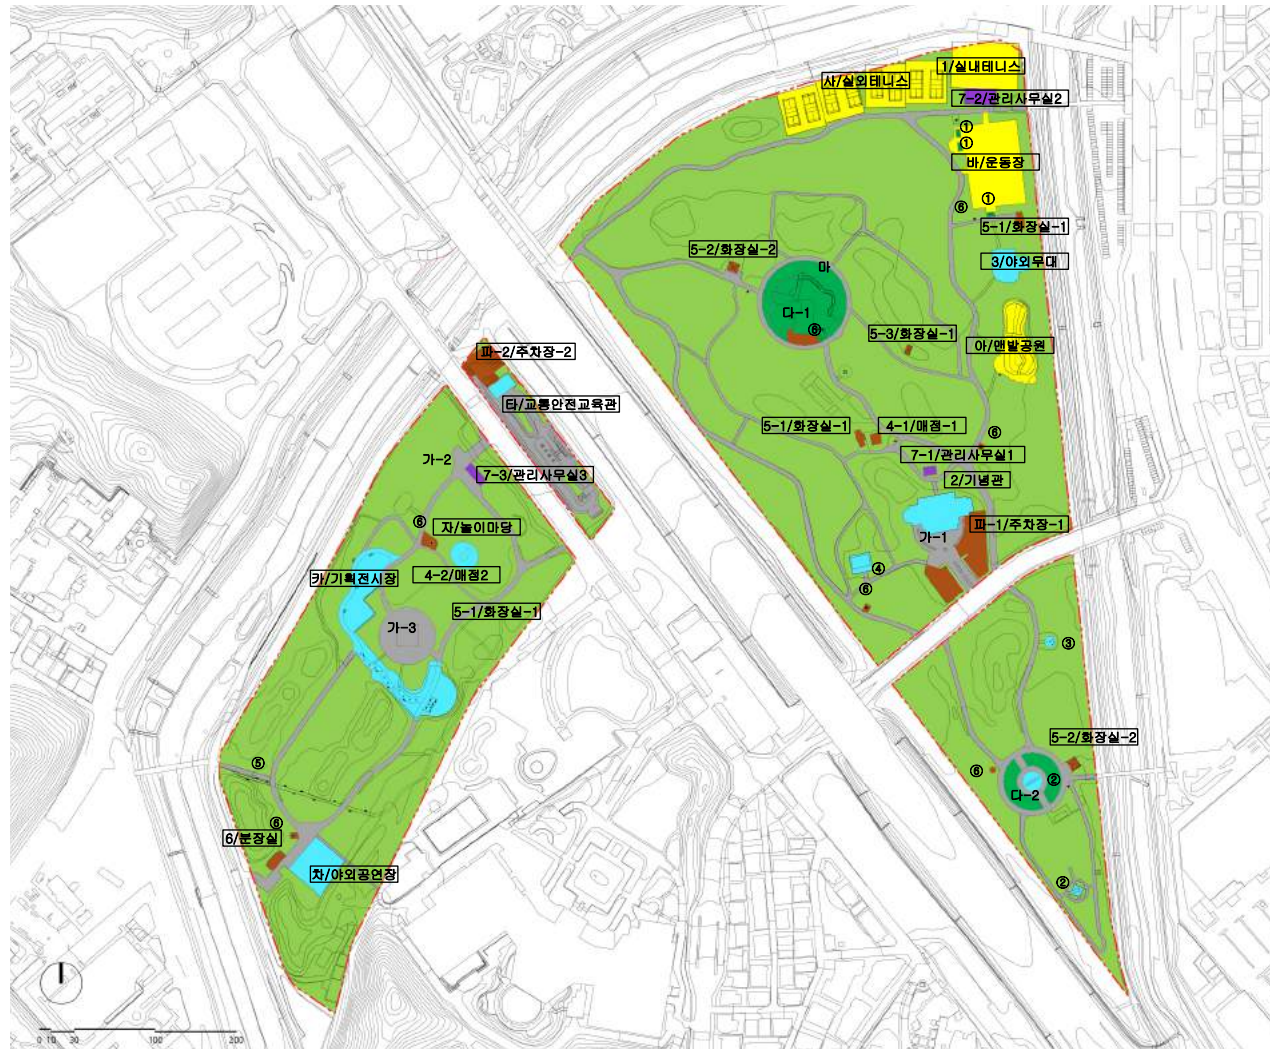 1/실내테니스
사/실외테니스
7-2/관리사무실2
①
①
바/운동장
①
⑥
5-1/화장실-1
5-2/화장실-2
3/야외무대
마
다-1
⑥
5-3/화장실-1
아/맨발공원
파-2/주차장-2
타/교통안전교육관
5-1/화장실-1
4-1/매점-1
⑥
7-1/관리사무실1
가-2
7-3/관리사무실3
2/기념관
⑥
자/놀이마당
파-1/주차장-1
가-1
카/기획전시장
4-2/매점2
④
⑥
5-1/화장실-1
가-3
③
5-2/화장실-2
⑤
⑥
②
다-2
⑥
6/분장실
차/야외공연장
②
0 10 30 100 200